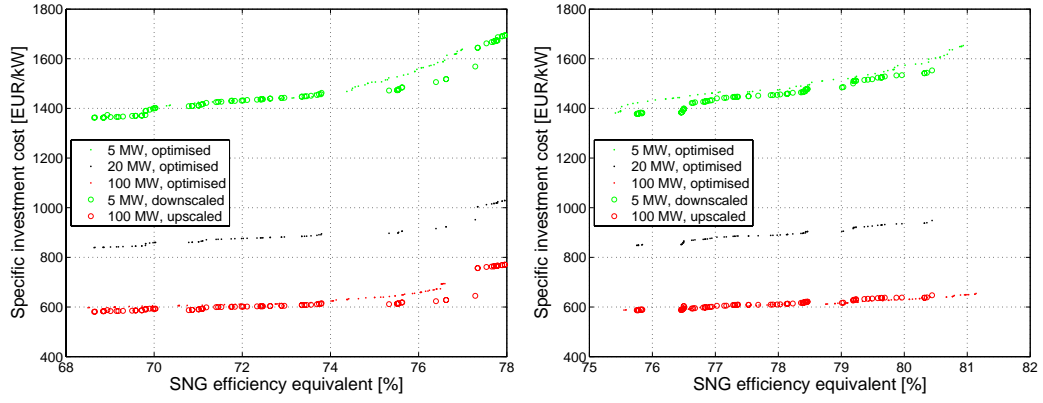 1800
1600
1400
1200
1000
800
600
400
Specific investment cost [EUR/kW]
5 MW, optimised
20 MW, optimised
100 MW, optimised
5 MW, downscaled
100 MW, upscaled
68 70 72 74 76 78
SNG efficiency equivalent [%]
1800
1600
1400
1200
1000
800
600
400
Specific investment cost [EUR/kW]
5 MW, optimised
20 MW, optimised
100 MW, optimised
5 MW, downscaled
100 MW, upscaled
75 76 77 78 79 80 81 82
SNG efficiency equivalent [%]